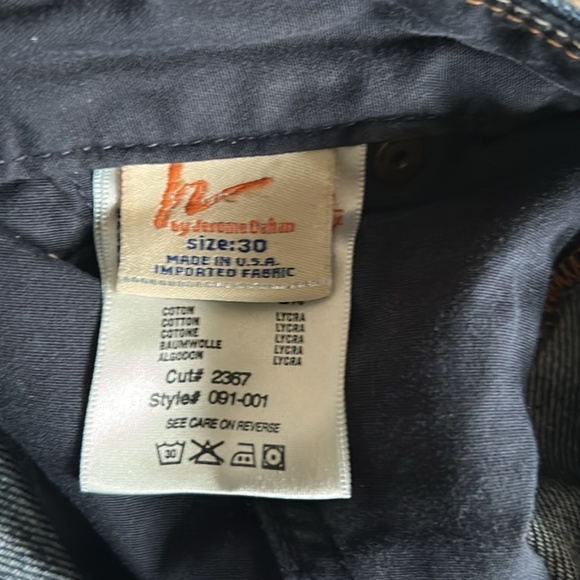 by Jerome Dahan
size:30
MADE IN U.S.A.
IMPORTED FABRIC
COTON LYCRA
COTTON LYCRA
COTONE LYCRA
BAUMWOLLE LYCRA
ALGODON LYCRA
Cut# 2367
Style# 091-001
SEE CARE ON REVERSE
30